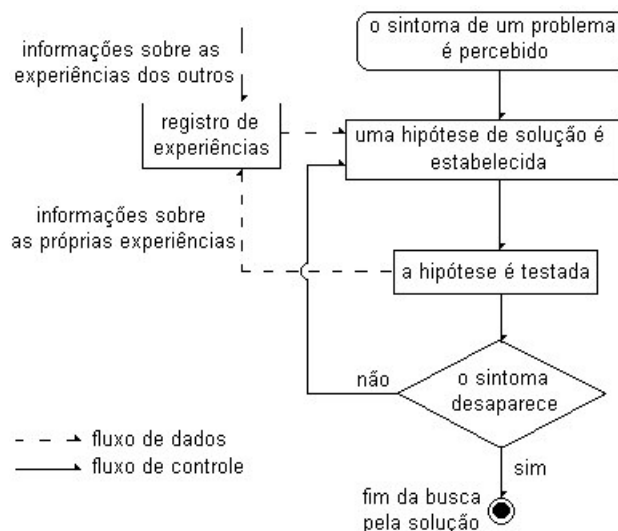 o sintoma de um problema
é percebido
informações sobre as
experiências dos outros
registro de
experiências
uma hipótese de solução é
estabelecida
informações sobre
as próprias experiências
a hipótese é testada
não
o sintoma
desaparece
sim
fluxo de dados
fluxo de controle
fim da busca
pela solução